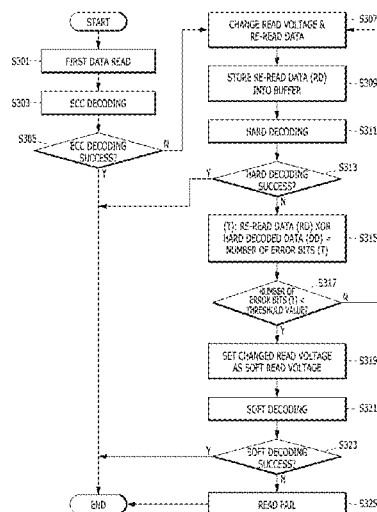 START
S301
FIRST DATA READ
S303
ECC DECODING
S305
ECC DECODING
SUCCESS?
N
Y
CHANGE READ VOLTAGE &
RE-READ DATA
S307
STORE RE-READ DATA (RD)
INTO BUFFER
S309
HARD DECODING
S311
HARD DECODING
SUCCESS?
S313
Y
N
(T): RE-READ DATA (RD) XOR
HARD DECODED DATA (DD) =
NUMBER OF ERROR BITS (T)
S315
NUMBER OF
ERROR BITS (T) <
THRESHOLD VALUE?
S317
N
Y
SET CHANGED READ VOLTAGE
AS SOFT READ VOLTAGE
S319
SOFT DECODING
S321
SOFT DECODING
SUCCESS?
S323
Y
N
READ FAIL
S325
END